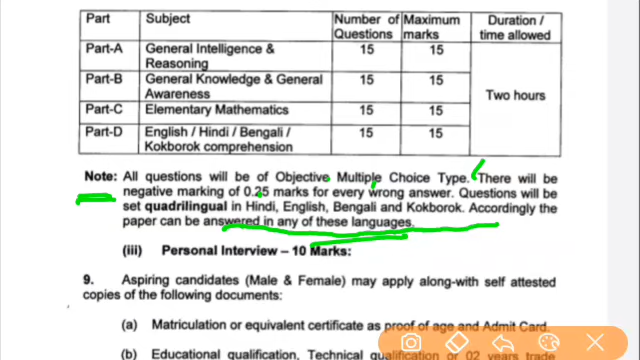 Part Subject Number of Questions Maximum marks Duration / time allowed
Part-A General Intelligence & Reasoning 15 15 Two hours
Part-B General Knowledge & General Awareness 15 15
Part-C Elementary Mathematics 15 15
Part-D English / Hindi / Bengali / Kokborok comprehension 15 15
Note: All questions will be of Objective Multiple Choice Type. There will be
negative marking of 0.25 marks for every wrong answer. Questions will be
set quadrilingual in Hindi, English, Bengali and Kokborok. Accordingly the
paper can be answered in any of these languages.
(iii) Personal Interview – 10 Marks:
9. Aspiring candidates (Male & Female) may apply along-with self attested
copies of the following documents:
(a) Matriculation or equivalent certificate as proof of age and Admit Card.
(b) Educational qualification, Technical qualification or 02 years trade